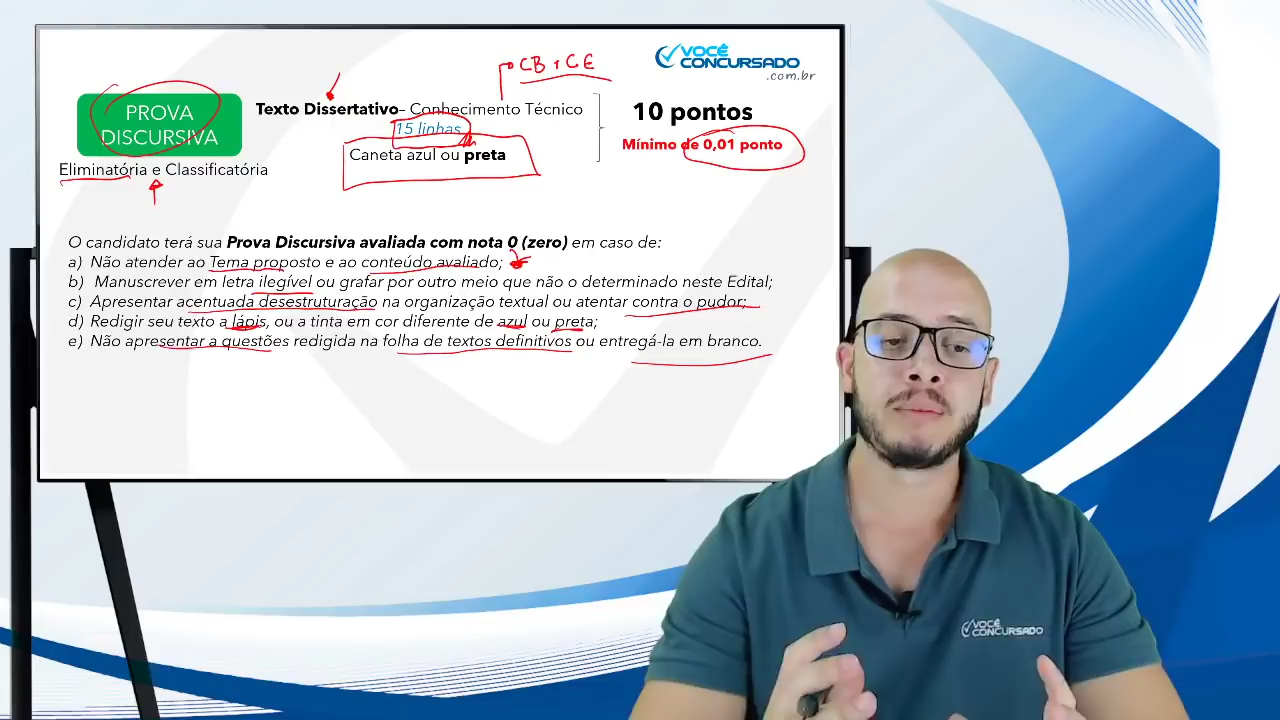 VOCÊ
CONCURSADO
.com.br
CB + CE
PROVA
DISCURSIVA
Texto Dissertativo– Conhecimento Técnico
15 linhas
Caneta azul ou preta
10 pontos
Mínimo de 0,01 ponto
Eliminatória e Classificatória
O candidato terá sua Prova Discursiva avaliada com nota 0 (zero) em caso de:
a) Não atender ao Tema proposto e ao conteúdo avaliado;
b) Manuscrever em letra ilegível ou grafar por outro meio que não o determinado neste Edital;
c) Apresentar acentuada desestruturação na organização textual ou atentar contra o pudor;
d) Redigir seu texto a lápis, ou a tinta em cor diferente de azul ou preta;
e) Não apresentar a questões redigida na folha de textos definitivos ou entregá-la em branco.
VOCÊ
CONCURSADO